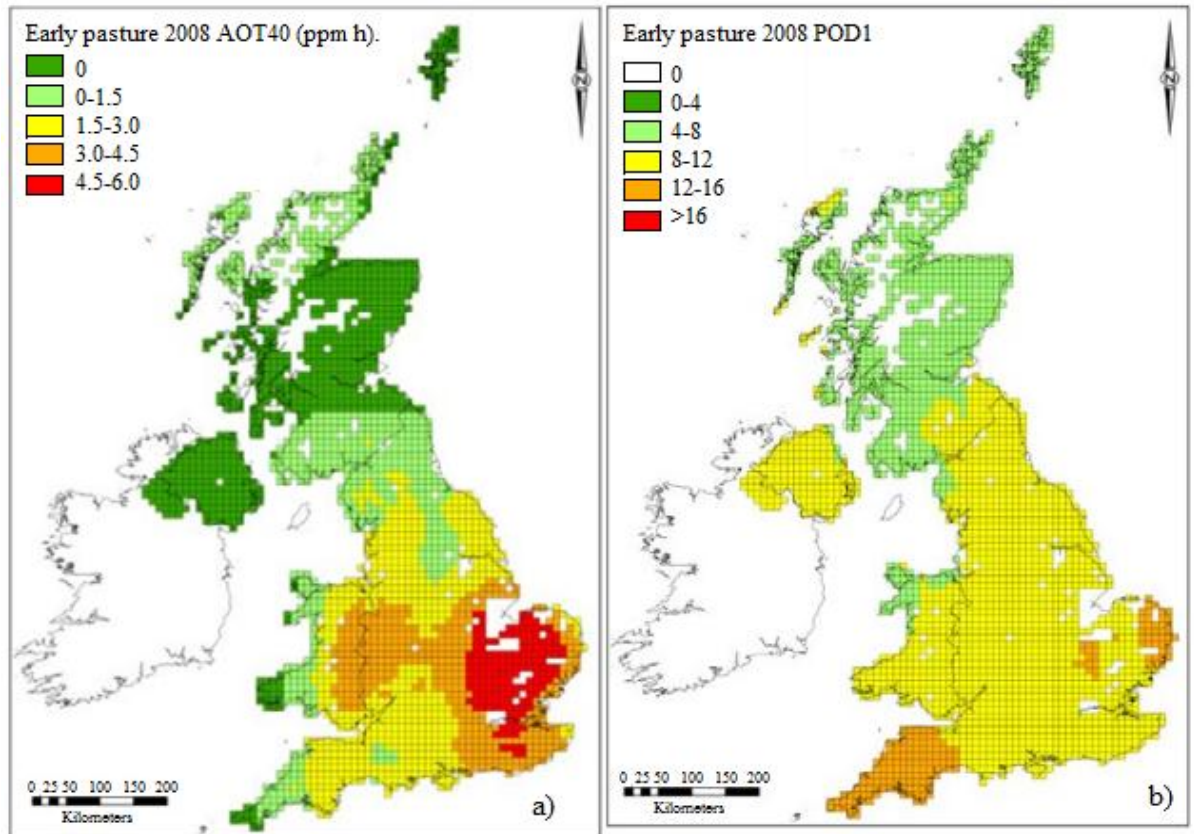 Early pasture 2008 AOT40 (ppm h).
0
0-1.5
1.5-3.0
3.0-4.5
4.5-6.0
N
0 25 50 100 150 200
Kilometers
a)
Early pasture 2008 POD1
0
0-4
4-8
8-12
12-16
>16
N
0 25 50 100 150 200
Kilometers
b)